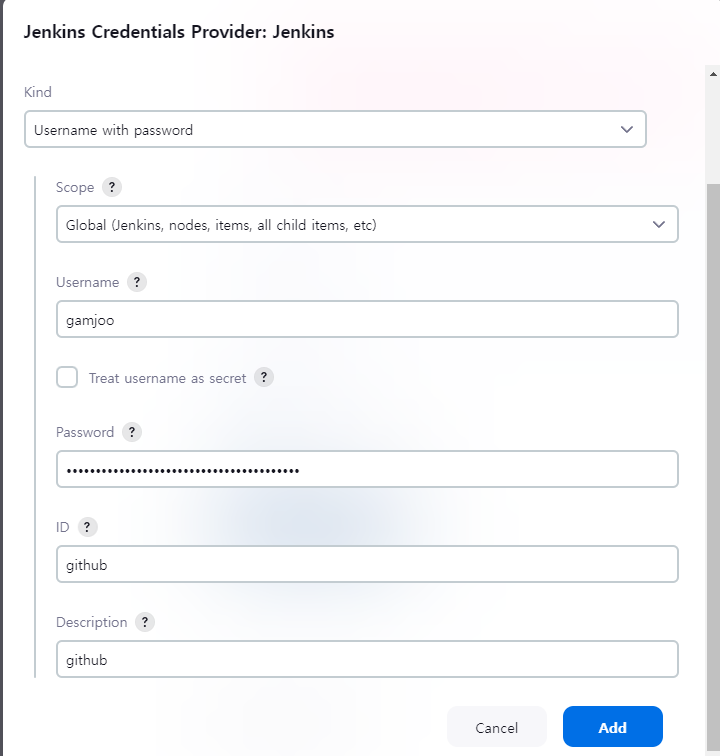 Jenkins Credentials Provider: Jenkins
Kind
Username with password
Scope ?
Global (Jenkins, nodes, items, all child items, etc)
Username ?
gamjoo
Treat username as secret ?
Password ?
••••••••••••••••••••••••••••••••••••••••
ID ?
github
Description ?
github
Cancel Add